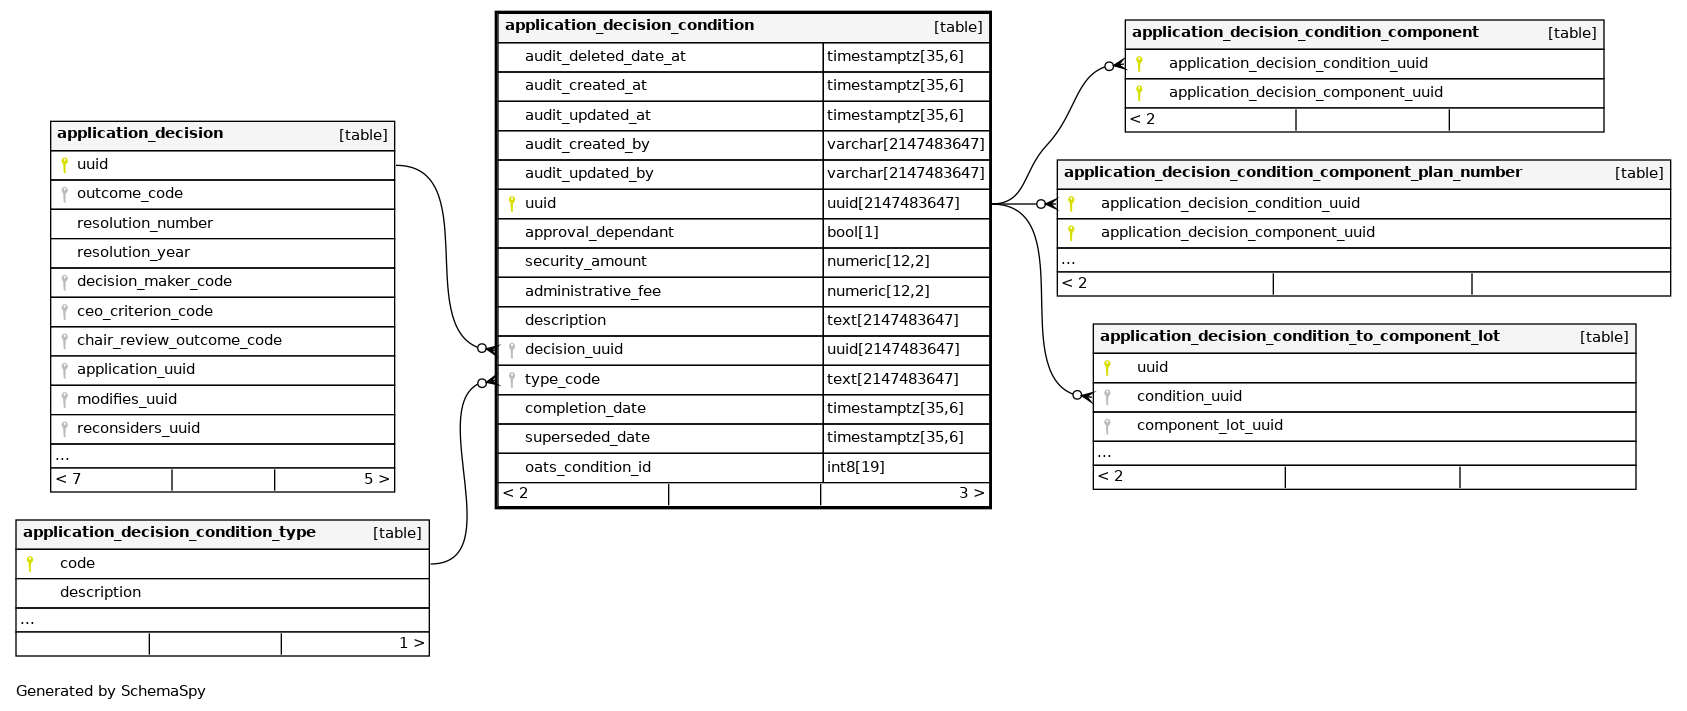 application_decision [table]
uuid
outcome_code
resolution_number
resolution_year
decision_maker_code
ceo_criterion_code
chair_review_outcome_code
application_uuid
modifies_uuid
reconsiders_uuid
...
< 7 5 >
application_decision_condition_type [table]
code
description
...
1 >
application_decision_condition [table]
audit_deleted_date_at timestamptz[35,6]
audit_created_at timestamptz[35,6]
audit_updated_at timestamptz[35,6]
audit_created_by varchar[2147483647]
audit_updated_by varchar[2147483647]
uuid uuid[2147483647]
approval_dependant bool[1]
security_amount numeric[12,2]
administrative_fee numeric[12,2]
description text[2147483647]
decision_uuid uuid[2147483647]
type_code text[2147483647]
completion_date timestamptz[35,6]
superseded_date timestamptz[35,6]
oats_condition_id int8[19]
< 2 3 >
application_decision_condition_component [table]
application_decision_condition_uuid
application_decision_component_uuid
< 2
application_decision_condition_component_plan_number [table]
application_decision_condition_uuid
application_decision_component_uuid
...
< 2
application_decision_condition_to_component_lot [table]
uuid
condition_uuid
component_lot_uuid
...
< 2
Generated by SchemaSpy